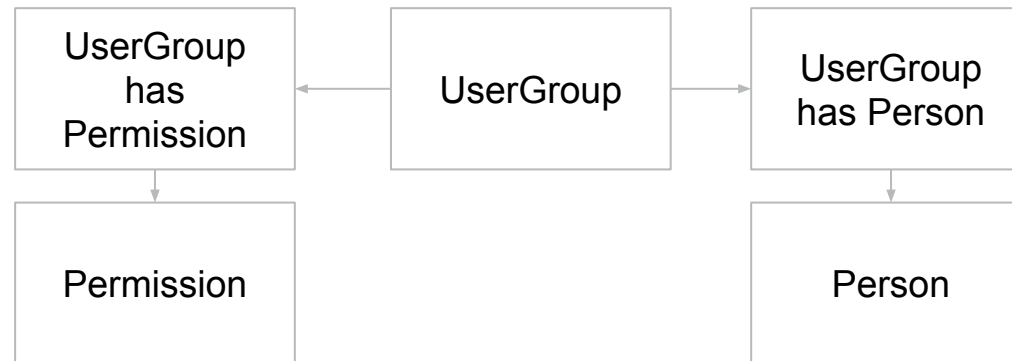 UserGroup
has
Permission
UserGroup
UserGroup
has Person
Permission
Person